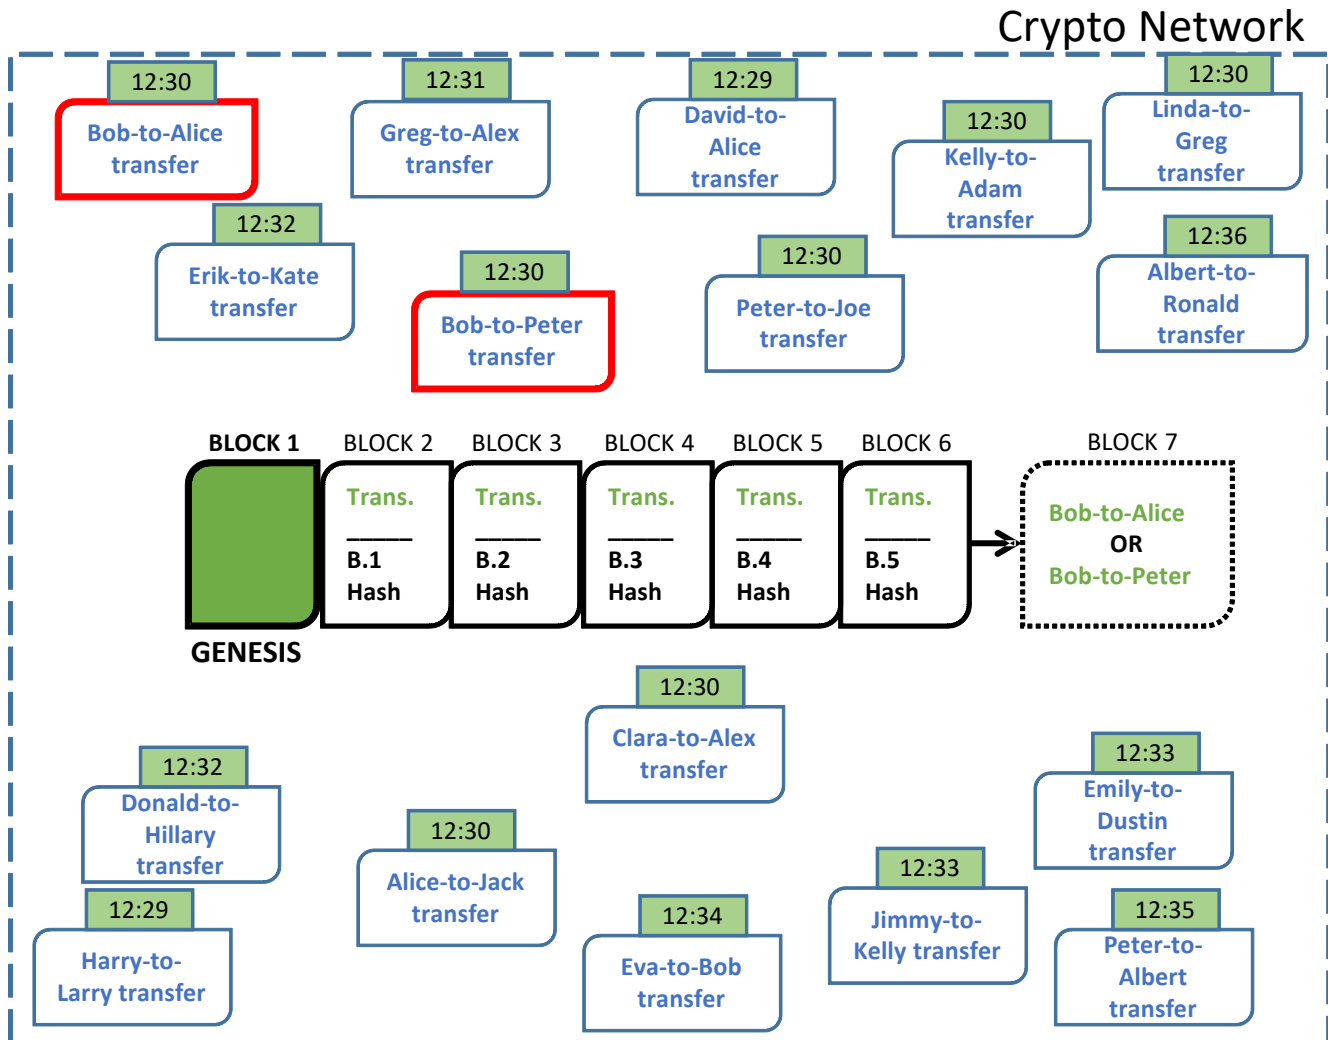 Crypto Network
12:30
Bob-to-Alice
transfer
12:31
Greg-to-Alex
transfer
12:29
David-to-
Alice
transfer
12:30
Kelly-to-
Adam
transfer
12:30
Linda-to-
Greg
transfer
12:32
Erik-to-Kate
transfer
12:30
Bob-to-Peter
transfer
12:30
Peter-to-Joe
transfer
12:36
Albert-to-
Ronald
transfer
BLOCK 1
GENESIS
BLOCK 2
Trans.
_____
B.1
Hash
BLOCK 3
Trans.
_____
B.2
Hash
BLOCK 4
Trans.
_____
B.3
Hash
BLOCK 5
Trans.
_____
B.4
Hash
BLOCK 6
Trans.
_____
B.5
Hash
BLOCK 7
Bob-to-Alice
OR
Bob-to-Peter
12:30
Clara-to-Alex
transfer
12:32
Donald-to-
Hillary
transfer
12:30
Alice-to-Jack
transfer
12:33
Emily-to-
Dustin
transfer
12:29
Harry-to-
Larry transfer
12:34
Eva-to-Bob
transfer
12:33
Jimmy-to-
Kelly transfer
12:35
Peter-to-
Albert
transfer